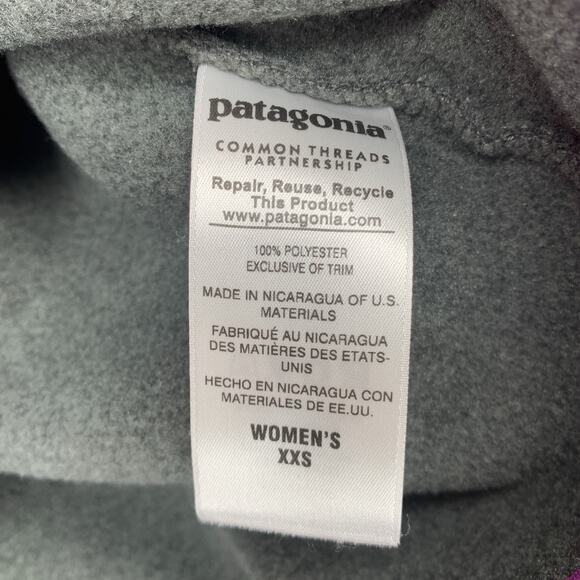 patagonia®
COMMON THREADS
PARTNERSHIP
Repair, Reuse, Recycle
This Product
www.patagonia.com
100% POLYESTER
EXCLUSIVE OF TRIM
MADE IN NICARAGUA OF U.S.
MATERIALS
FABRIQUÉ AU NICARAGUA
DES MATIÈRES DES ETATS-
UNIS
HECHO EN NICARAGUA CON
MATERIALES DE EE.UU.
WOMEN'S
XXS